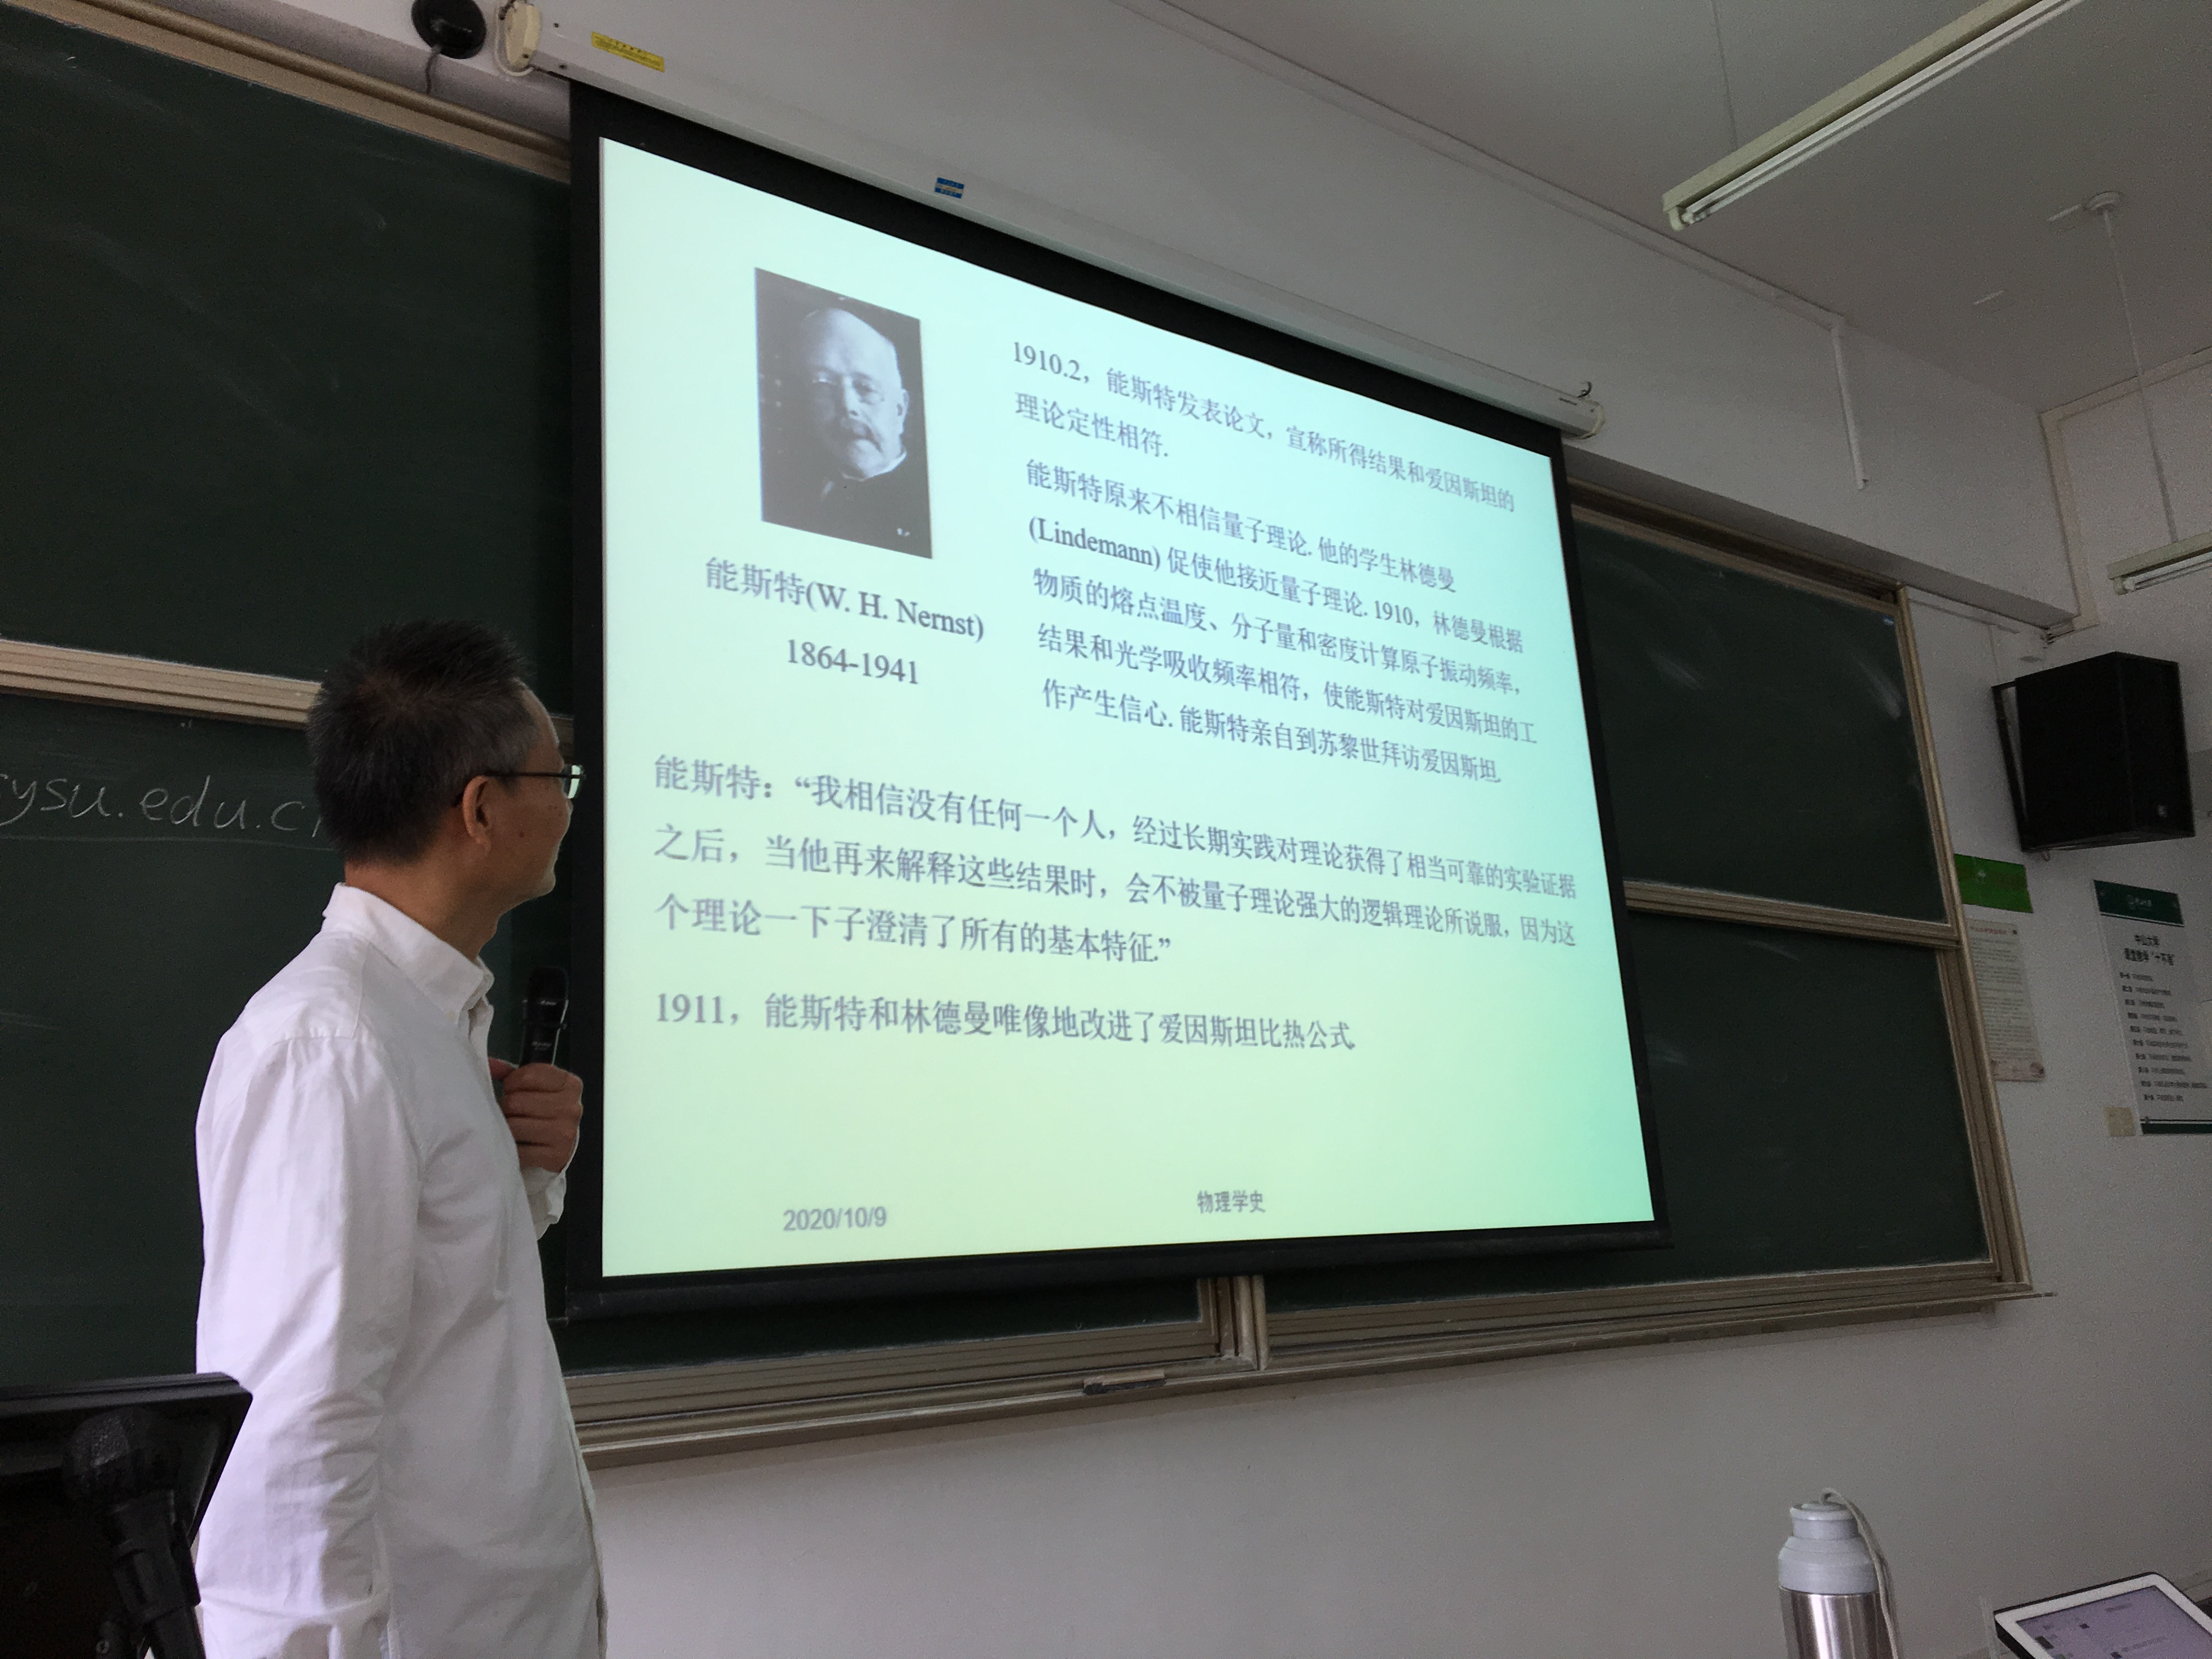 1910.2，能斯特发表论文，宣称所得结果和爱因斯坦的
理论定性相符.
能斯特原来不相信量子理论. 他的学生林德曼
(Lindemann) 促使他接近量子理论. 1910，林德曼根据
物质的熔点温度、分子量和密度计算原子振动频率，
结果和光学吸收频率相符，使能斯特对爱因斯坦的工
作产生信心. 能斯特亲自到苏黎世拜访爱因斯坦.
能斯特(W. H. Nernst)
1864-1941
能斯特：“我相信没有任何一个人，经过长期实践对理论获得了相当可靠的实验证据
之后，当他再来解释这些结果时，会不被量子理论强大的逻辑理论所说服，因为这
个理论一下子澄清了所有的基本特征.”
1911，能斯特和林德曼唯像地改进了爱因斯坦比热公式.
2020/10/9
物理学史
sysu.edu.c
中山大学
课堂教学“十不准”